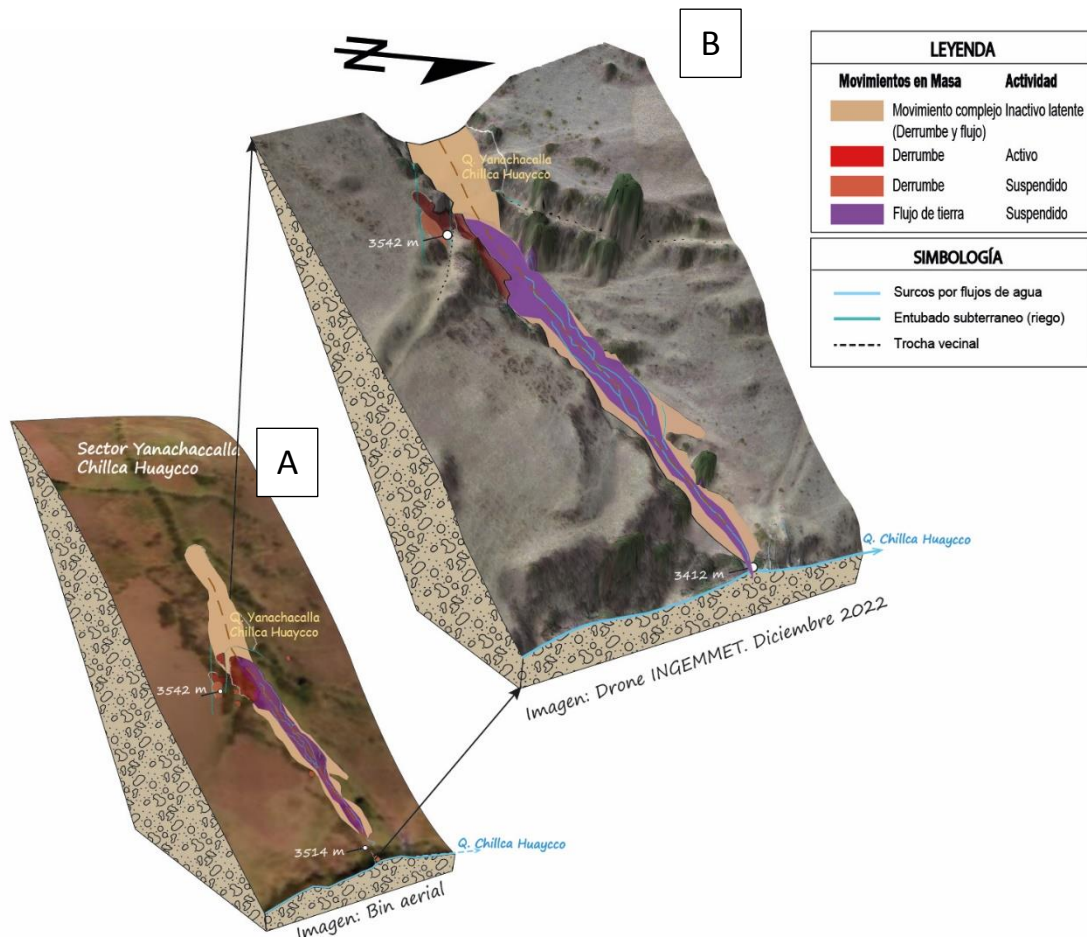 N
B
LEYENDA
Movimientos en Masa Actividad
Movimiento complejo Inactivo latente
(Derrumbe y flujo)
Derrumbe Activo
Derrumbe Suspendido
Flujo de tierra Suspendido
SIMBOLOGÍA
Surcos por flujos de agua
Entubado subterraneo (riego)
Trocha vecinal
Q. Yanachacalla
Chillca Huaycco
3542 m
3412 m
Q. Chillca Huaycco
Imagen: Drone INGEMMET. Diciembre 2022
A
Sector Yanachaccalla
Chillca Huaycco
Q. Yanachacalla
Chillca Huaycco
3542 m
3514 m
Q. Chillca Huaycco
Imagen: Bin aerial